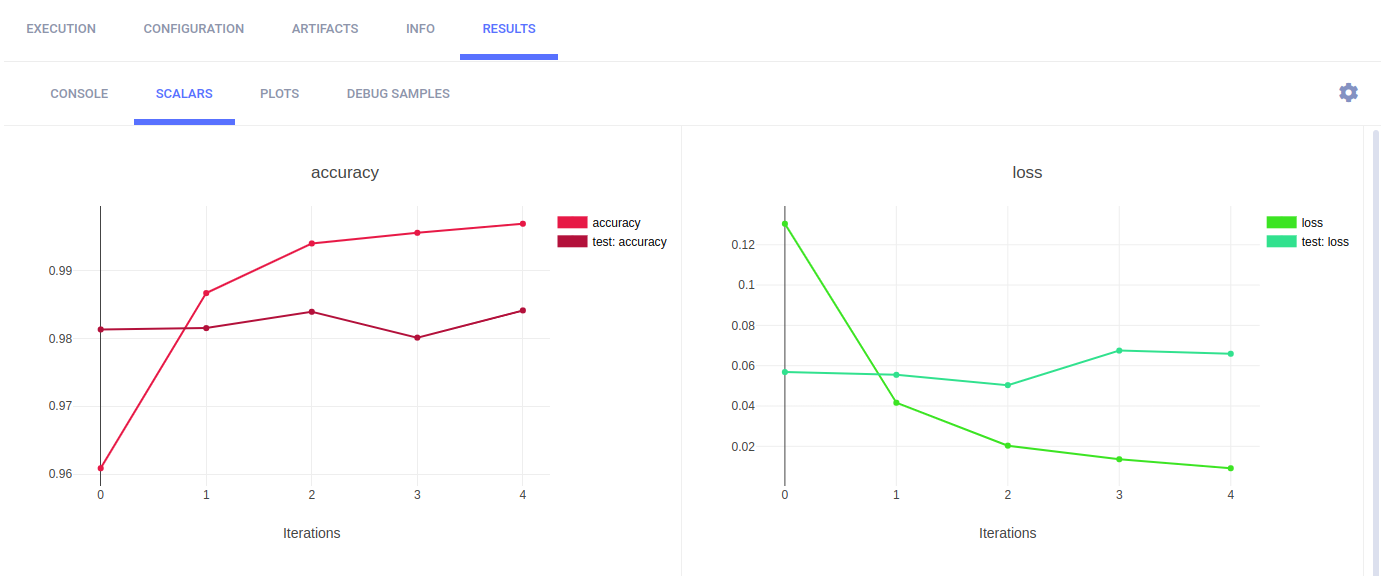 EXECUTION CONFIGURATION ARTIFACTS INFO RESULTS
CONSOLE SCALARS PLOTS DEBUG SAMPLES
accuracy
accuracy
test: accuracy
0.99
0.98
0.97
0.96
0 1 2 3 4
Iterations
loss
loss
test: loss
0.12
0.1
0.08
0.06
0.04
0.02
0 1 2 3 4
Iterations